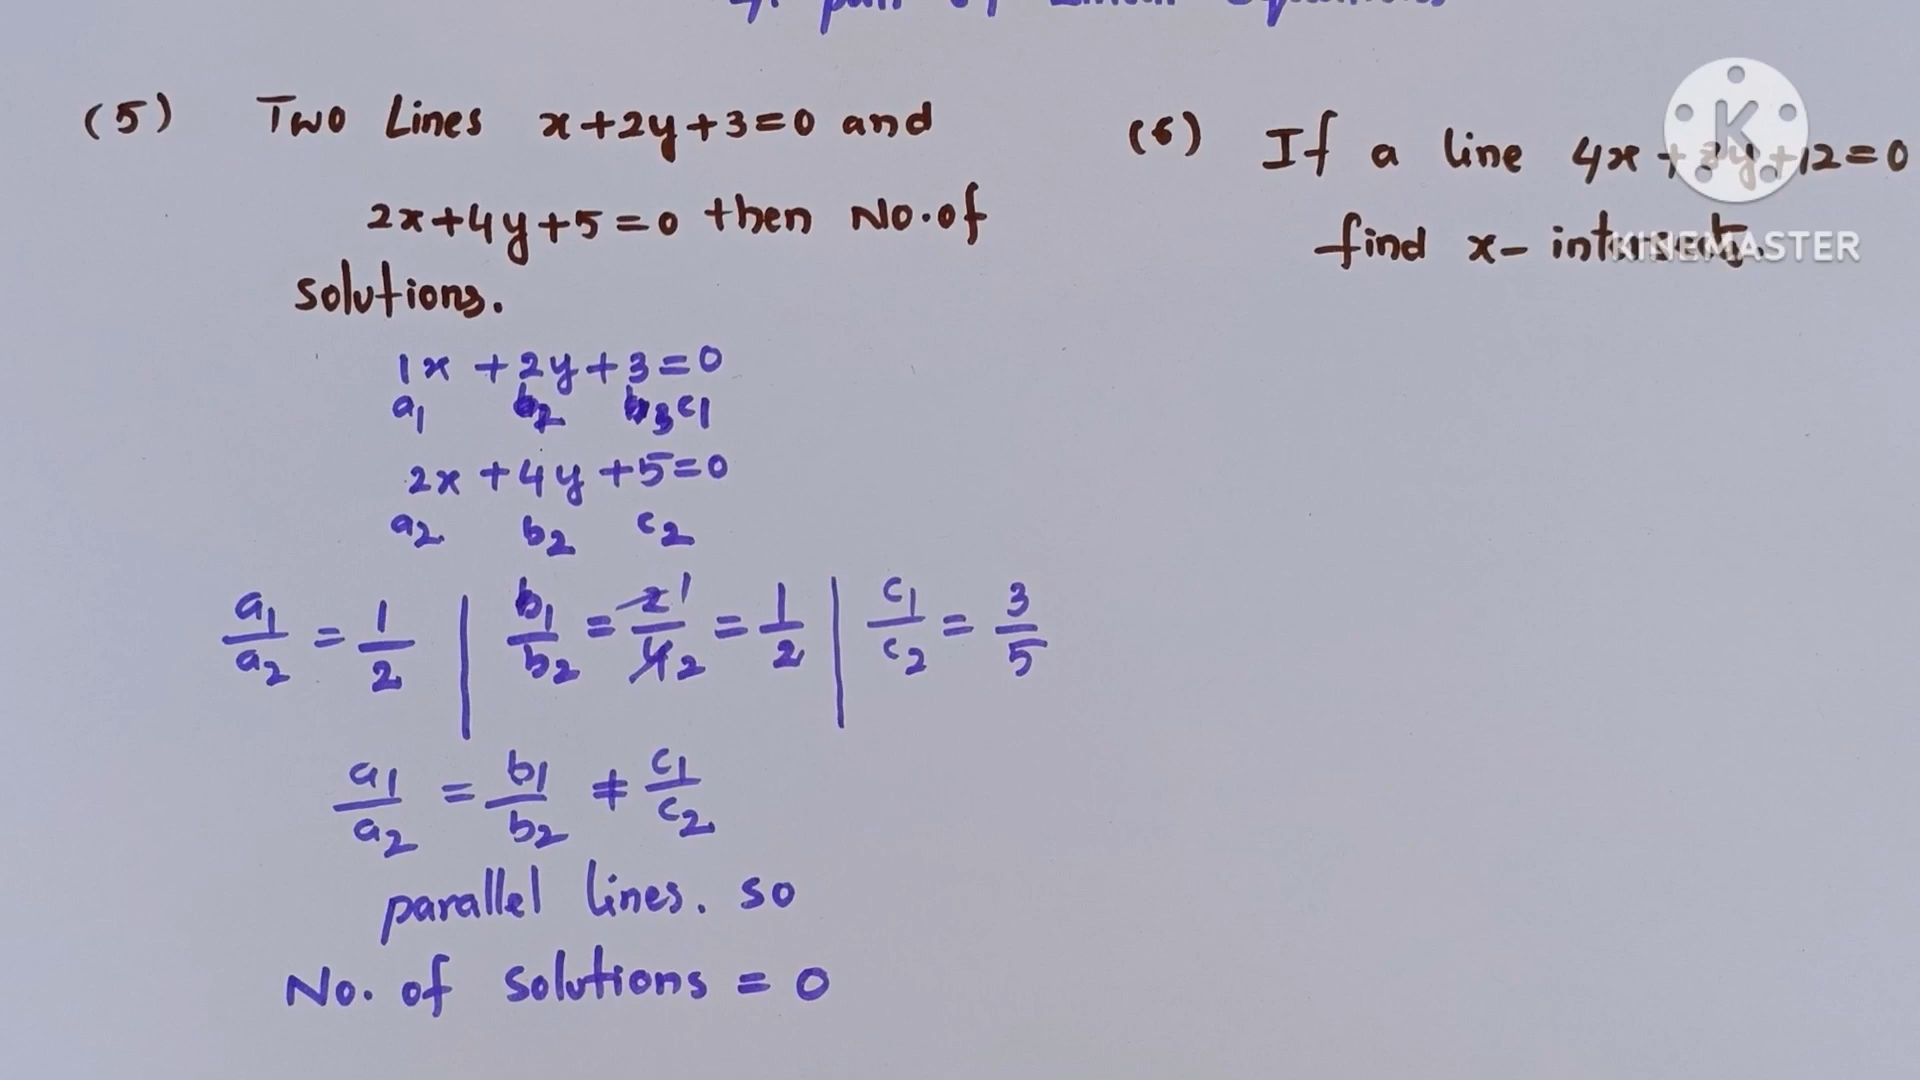 (5) Two Lines x+2y+3=0 and
2x+4y+5=0 then No.of
solutions.
1x +2y+3=0
a1 b2 c1
2x +4y +5=0
a2 b2 c2
a1/a2 = 1/2 | b1/b2 = 2/4 = 1/2 | c1/c2 = 3/5
a1/a2 = b1/b2 ≠ c1/c2
parallel lines. so
No. of solutions = 0
(6) If a line 4x + y+12=0
find x-
K
KINEMASTER